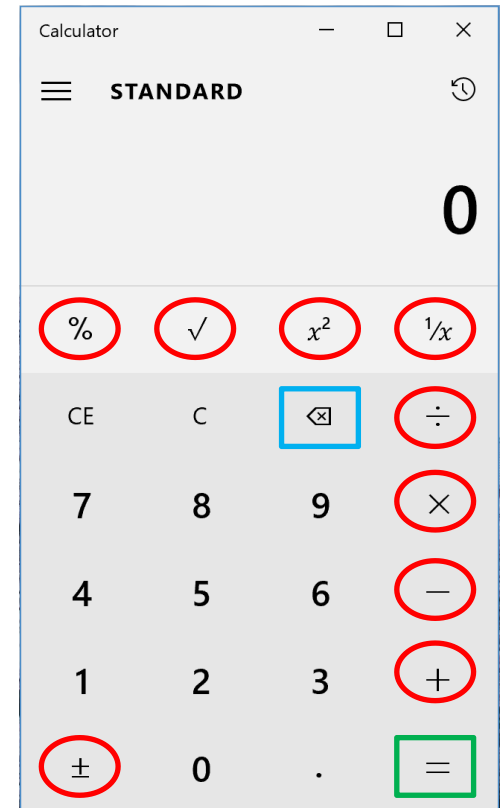 Calculator
STANDARD
0
% √ x² ¹/x
CE C ÷
7 8 9 ×
4 5 6 −
1 2 3 +
± 0 . =